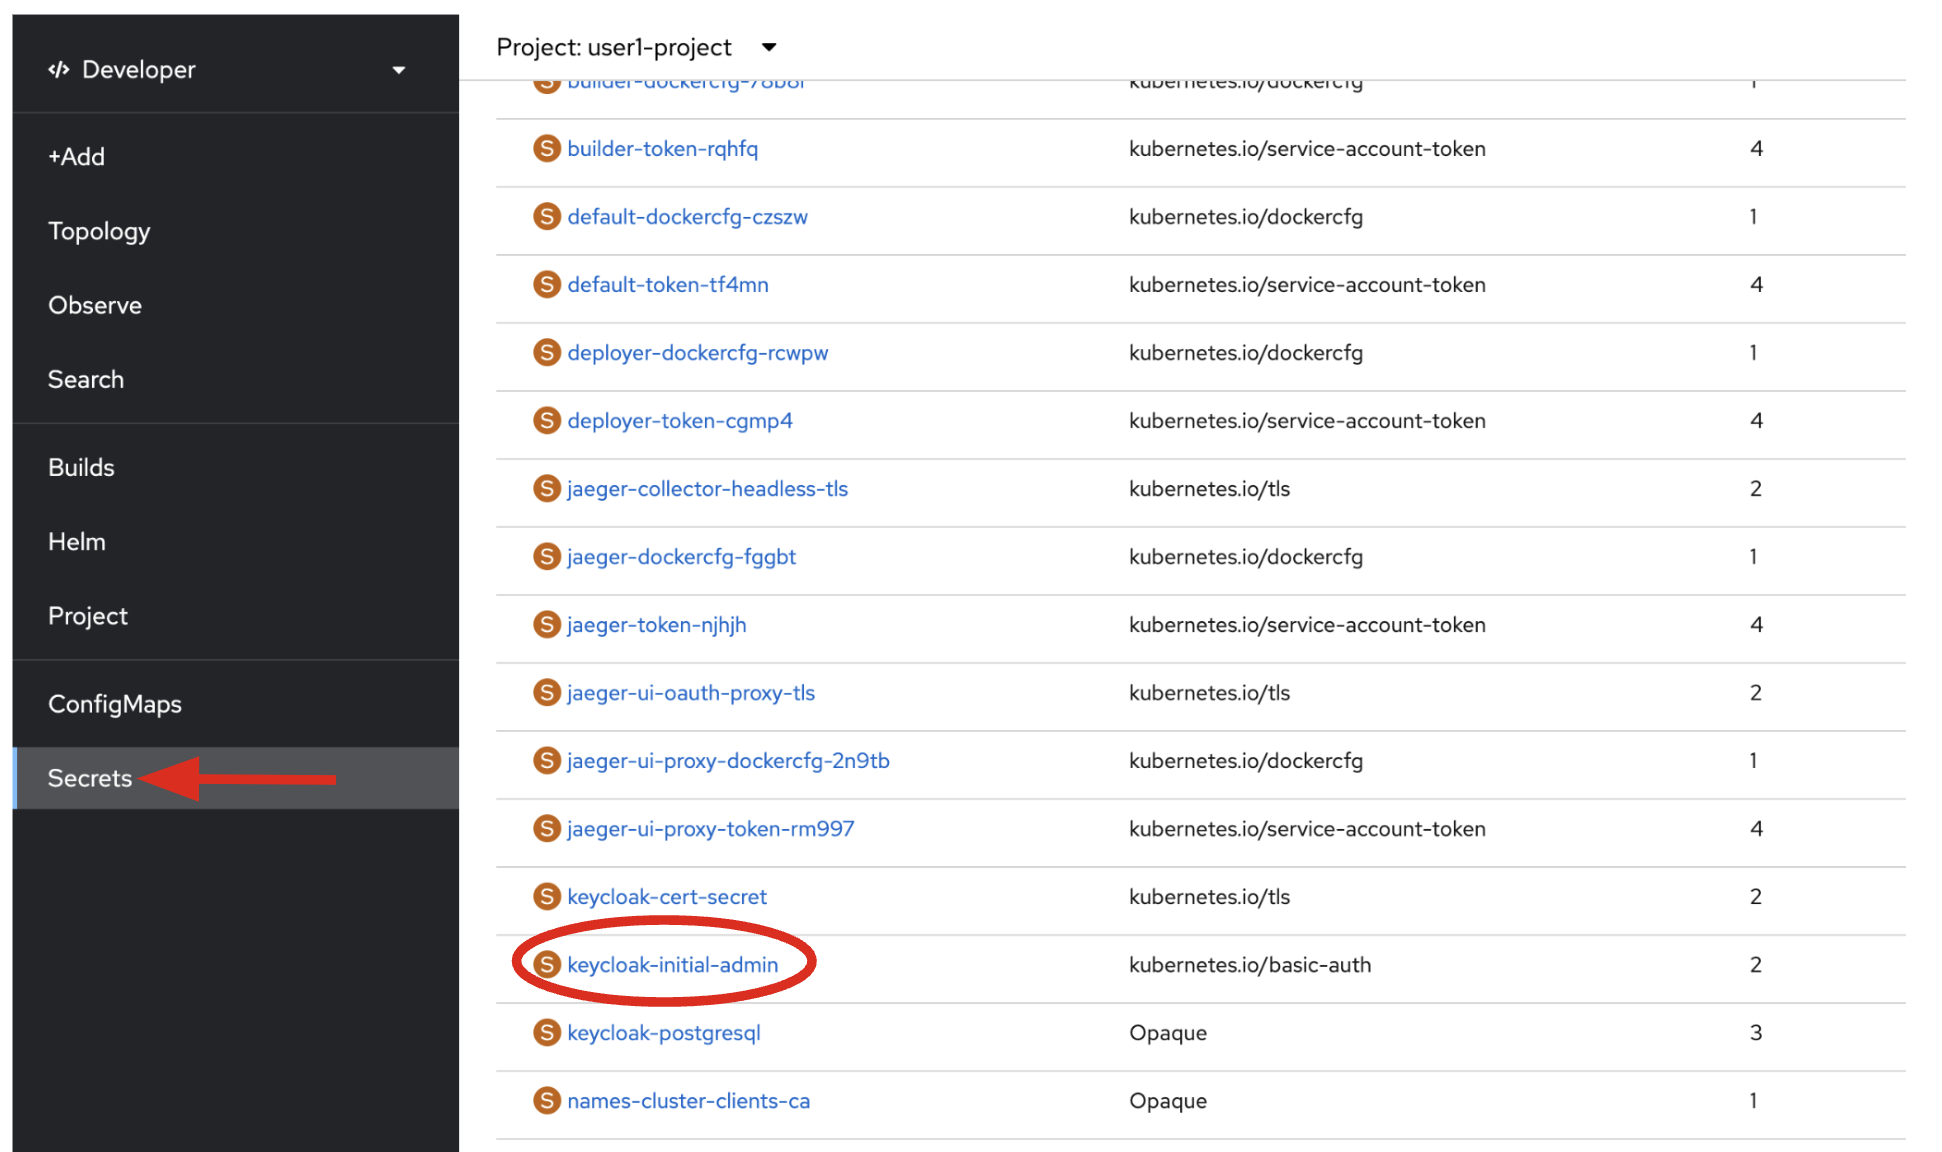 Developer
+Add
Topology
Observe
Search
Builds
Helm
Project
ConfigMaps
Secrets
Project: user1-project
kubernetes.io/dockercfg 1
S builder-token-rqhfq kubernetes.io/service-account-token 4
S default-dockercfg-czszw kubernetes.io/dockercfg 1
S default-token-tf4mn kubernetes.io/service-account-token 4
S deployer-dockercfg-rcwpw kubernetes.io/dockercfg 1
S deployer-token-cgmp4 kubernetes.io/service-account-token 4
S jaeger-collector-headless-tls kubernetes.io/tls 2
S jaeger-dockercfg-fggbt kubernetes.io/dockercfg 1
S jaeger-token-njhjh kubernetes.io/service-account-token 4
S jaeger-ui-oauth-proxy-tls kubernetes.io/tls 2
S jaeger-ui-proxy-dockercfg-2n9tb kubernetes.io/dockercfg 1
S jaeger-ui-proxy-token-rm997 kubernetes.io/service-account-token 4
S keycloak-cert-secret kubernetes.io/tls 2
S keycloak-initial-admin kubernetes.io/basic-auth 2
S keycloak-postgresql Opaque 3
S names-cluster-clients-ca Opaque 1